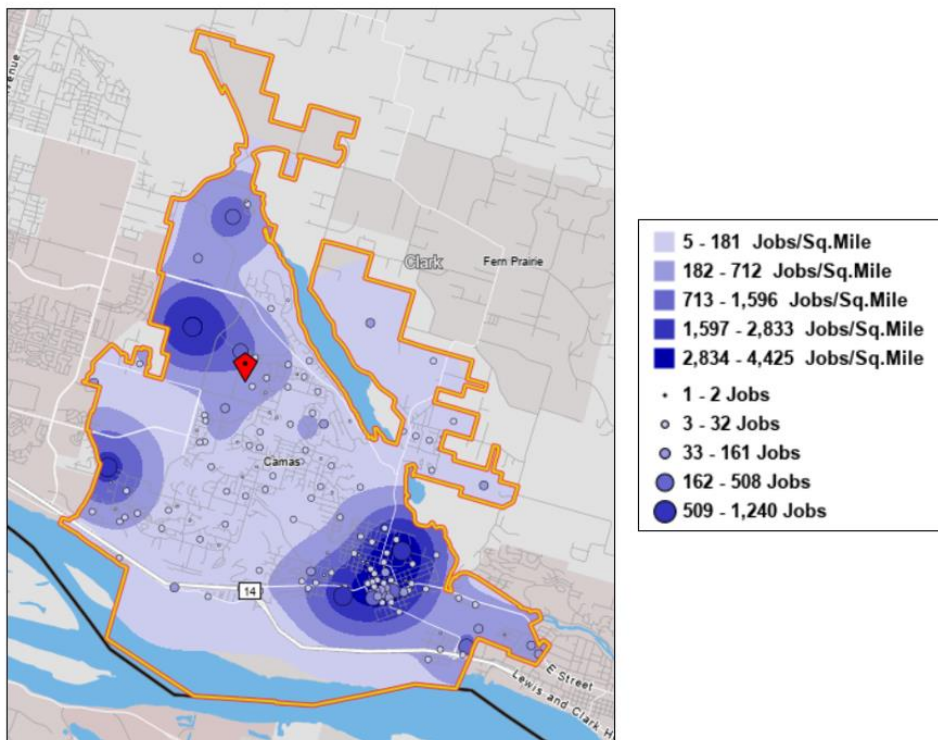 Avenue
Clark
Fern Prairie
Camas
14
E Street
Lewis and Clark H
5 - 181 Jobs/Sq.Mile
182 - 712 Jobs/Sq.Mile
713 - 1,596 Jobs/Sq.Mile
1,597 - 2,833 Jobs/Sq.Mile
2,834 - 4,425 Jobs/Sq.Mile
1 - 2 Jobs
3 - 32 Jobs
33 - 161 Jobs
162 - 508 Jobs
509 - 1,240 Jobs